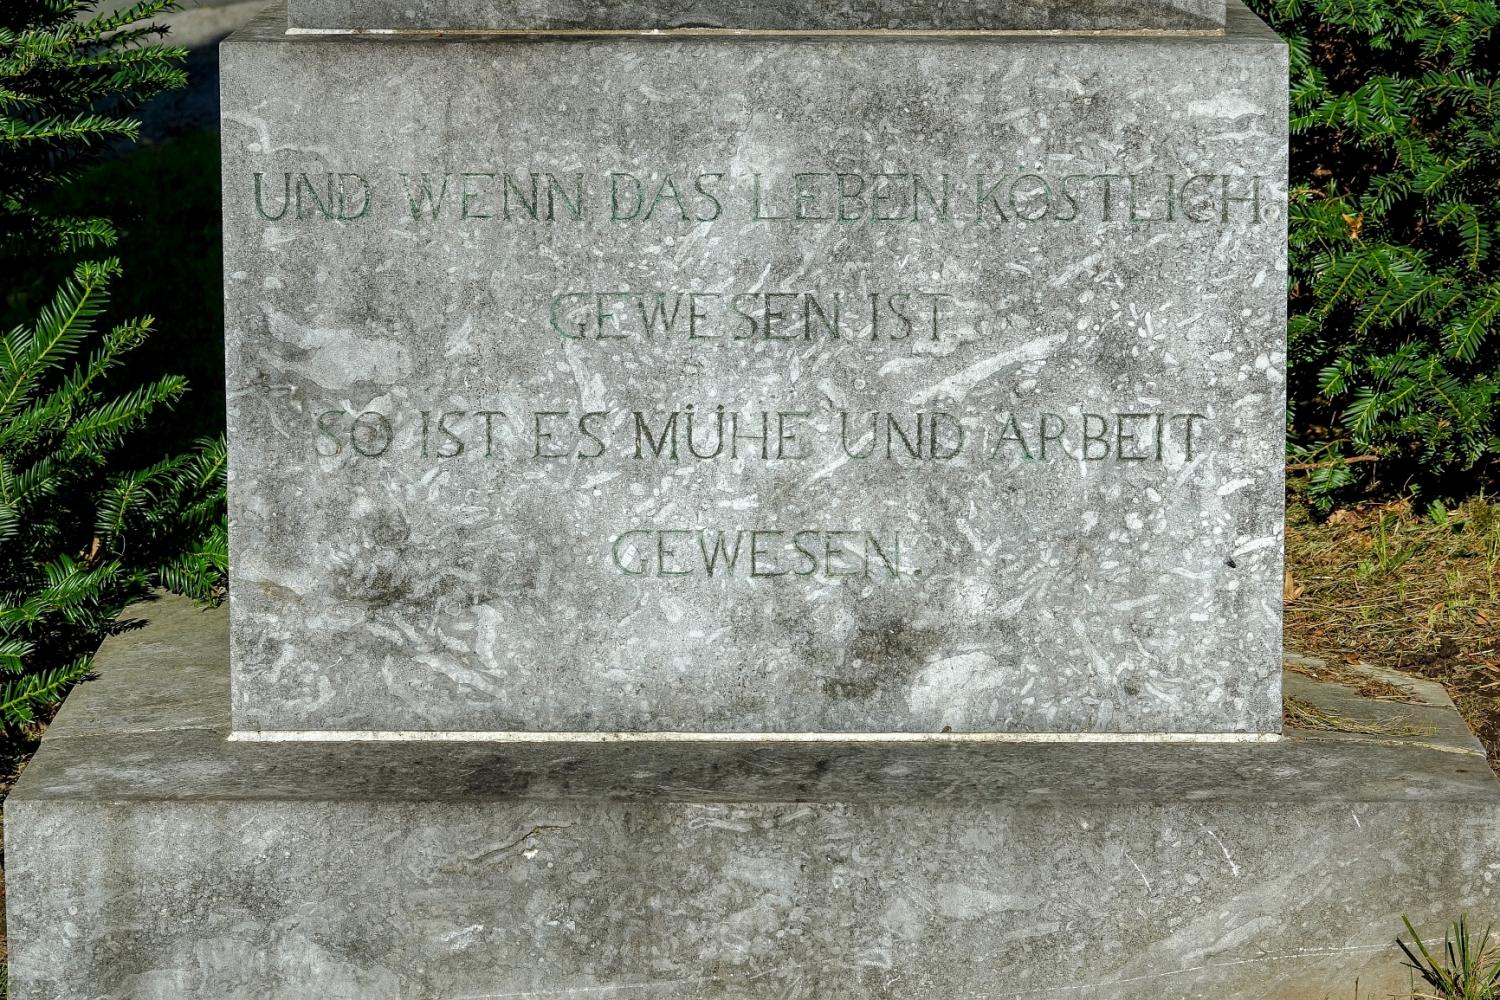 UND WENN DAS LEBEN KÖSTLICH
GEWESEN IST
SO IST ES MÜHE UND ARBEIT
GEWESEN.